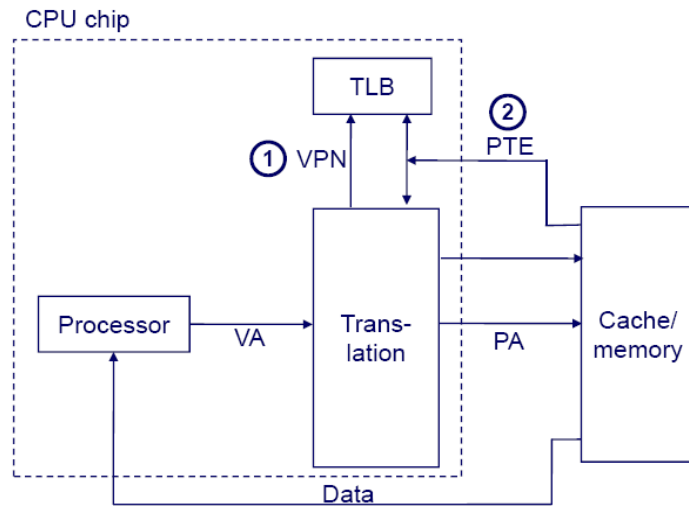 CPU chip
TLB
2
1 VPN
PTE
Processor
VA
Trans-
lation
PA
Cache/
memory
Data